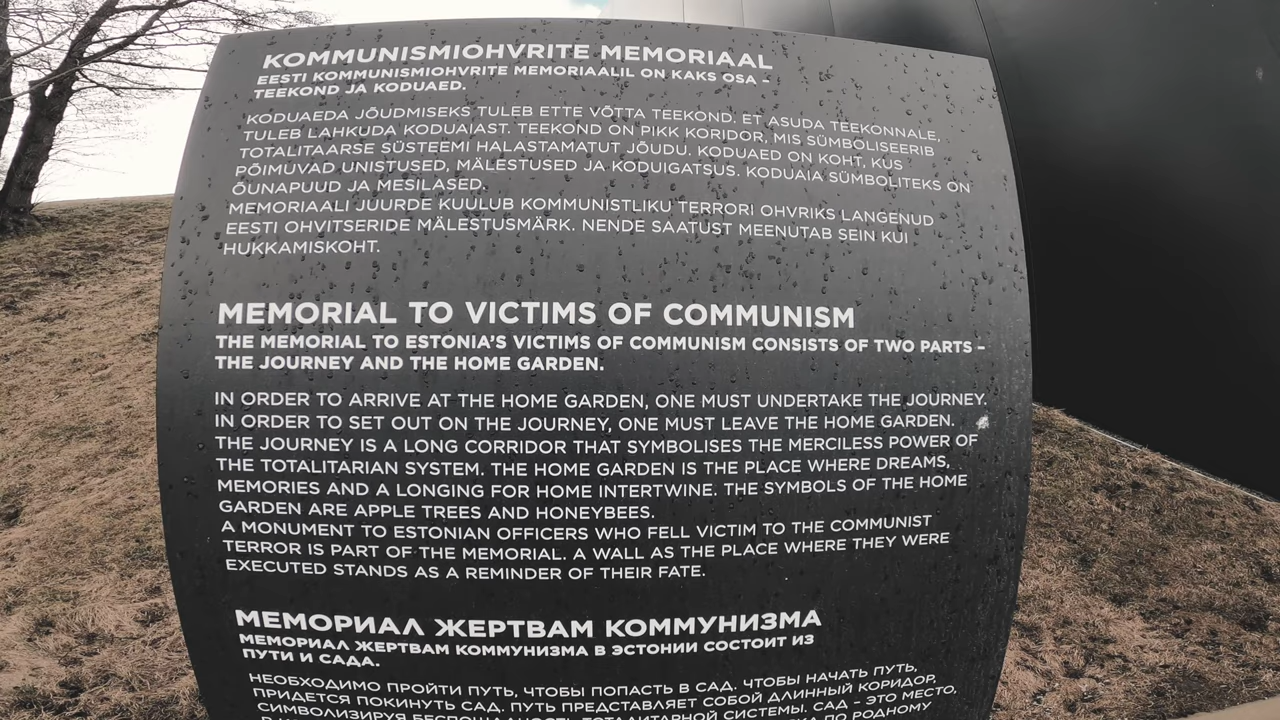 KOMMUNISMIOHVRITE MEMORIAAL
EESTI KOMMUNISMIOHVRITE MEMORIAALIL ON KAKS OSA –
TEEKOND JA KODUAED.
KODUAEDA JÕUDMISEKS TULEB ETTE VÕTTA TEEKOND. ET ASUDA TEEKONNALE,
TULEB LAHKUDA KODUAIAST. TEEKOND ON PIKK KORIDOR, MIS SÜMBOLISEERIB
TOTALITAARSE SÜSTEEMI HALASTAMATUT JÕUDU. KODUAED ON KOHT, KUS
PÕIMUVAD UNISTUSED, MÄLESTUSED JA KODUIGATSUS. KODUAIA SÜMBOLITEKS ON
ÕUNAPUUD JA MESILASED.
MEMORIAALI JUURDE KUULUB KOMMUNISTLIKU TERRORI OHVRIKS LANGENUD
EESTI OHVITSERIDE MÄLESTUSMÄRK. NENDE SAATUST MEENUTAB SEIN KUI
HUKKAMISKOHT.
MEMORIAL TO VICTIMS OF COMMUNISM
THE MEMORIAL TO ESTONIA'S VICTIMS OF COMMUNISM CONSISTS OF TWO PARTS –
THE JOURNEY AND THE HOME GARDEN.
IN ORDER TO ARRIVE AT THE HOME GARDEN, ONE MUST UNDERTAKE THE JOURNEY.
IN ORDER TO SET OUT ON THE JOURNEY, ONE MUST LEAVE THE HOME GARDEN.
THE JOURNEY IS A LONG CORRIDOR THAT SYMBOLISES THE MERCILESS POWER OF
THE TOTALITARIAN SYSTEM. THE HOME GARDEN IS THE PLACE WHERE DREAMS,
MEMORIES AND A LONGING FOR HOME INTERTWINE. THE SYMBOLS OF THE HOME
GARDEN ARE APPLE TREES AND HONEYBEES.
A MONUMENT TO ESTONIAN OFFICERS WHO FELL VICTIM TO THE COMMUNIST
TERROR IS PART OF THE MEMORIAL. A WALL AS THE PLACE WHERE THEY WERE
EXECUTED STANDS AS A REMINDER OF THEIR FATE.
МЕМОРИАЛ ЖЕРТВАМ КОММУНИЗМА
МЕМОРИАЛ ЖЕРТВАМ КОММУНИЗМА В ЭСТОНИИ СОСТОИТ ИЗ
ПУТИ И САДА.
НЕОБХОДИМО ПРОЙТИ ПУТЬ, ЧТОБЫ ПОПАСТЬ В САД. ЧТОБЫ НАЧАТЬ ПУТЬ,
ПРИДЕТСЯ ПОКИНУТЬ САД. ПУТЬ ПРЕДСТАВЛЯЕТ СОБОЙ ДЛИННЫЙ КОРИДОР,
СИМВОЛИЗИРУЯ БЕСПОЩАДНОСТЬ ТОТАЛИТАРНОЙ СИСТЕМЫ. САД – ЭТО МЕСТО,
ПО РОДНОМУ